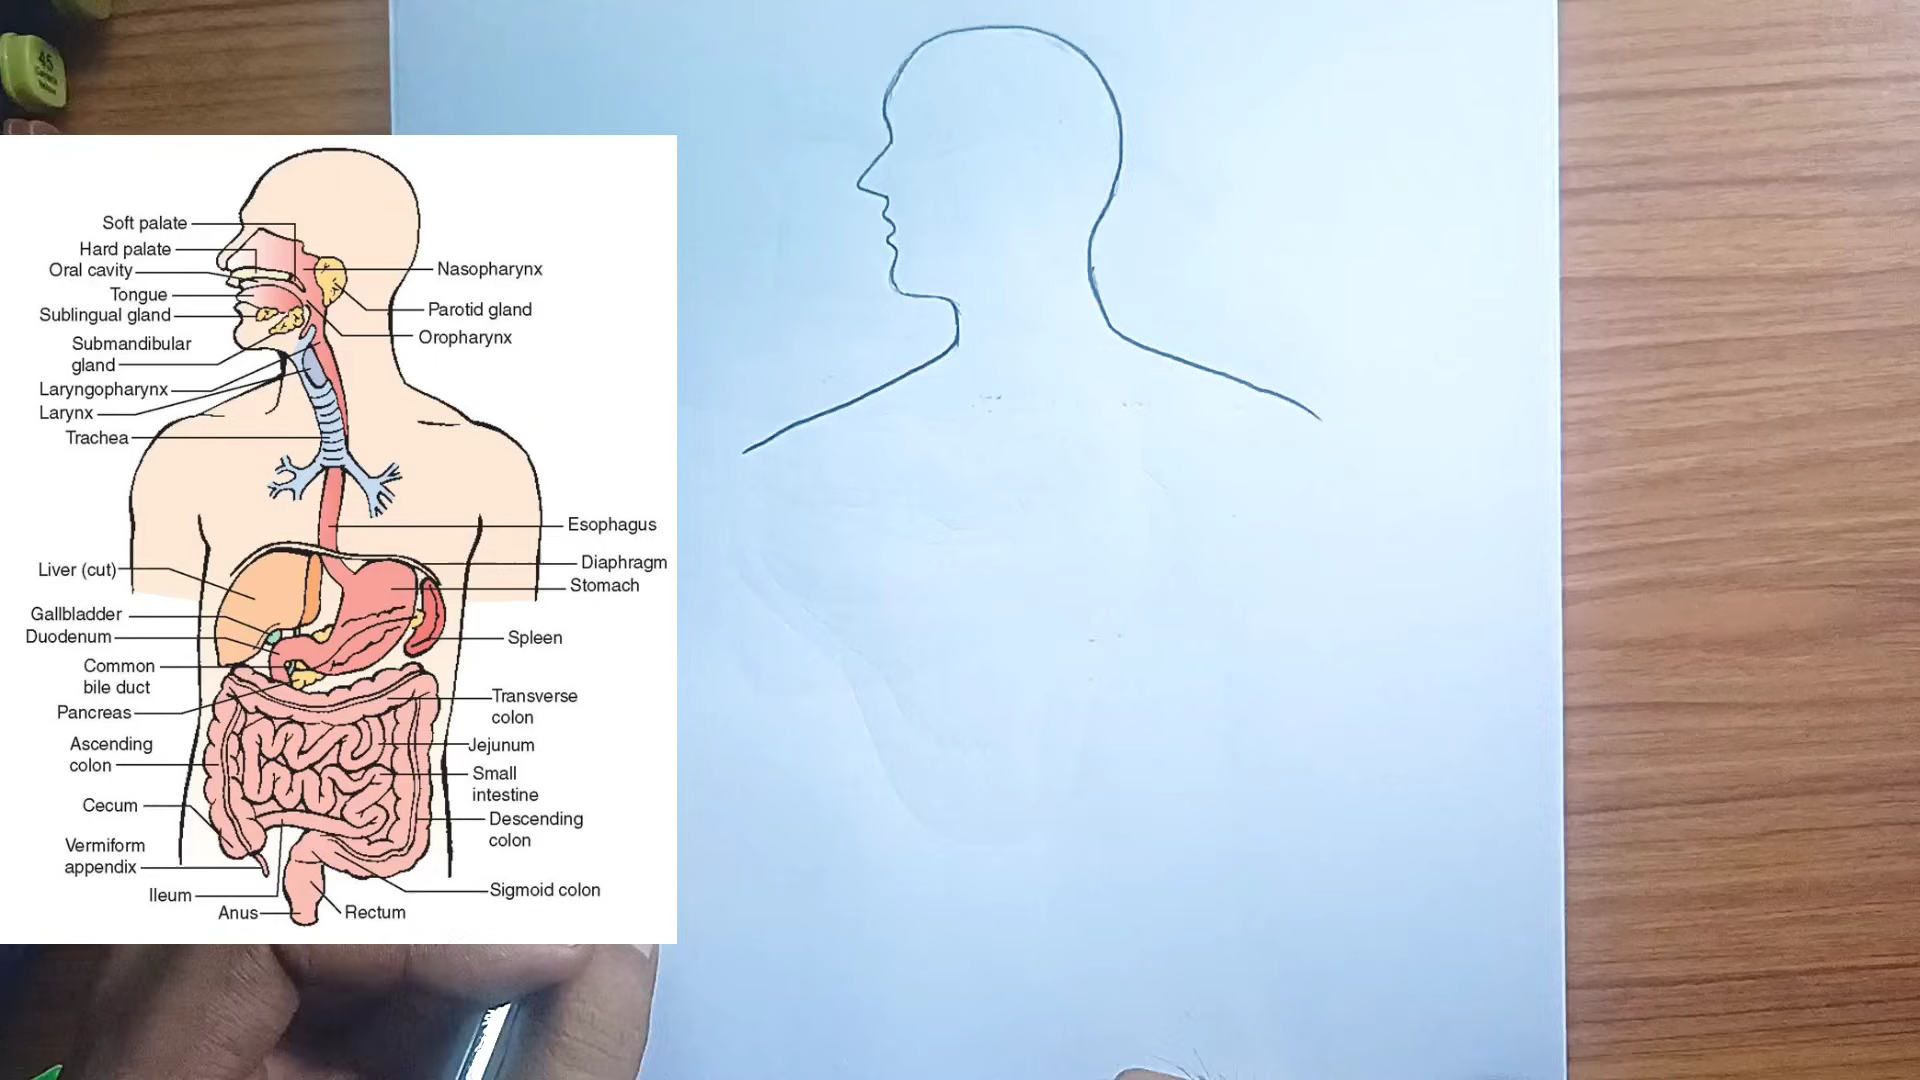 45
Soft palate
Hard palate
Oral cavity
Tongue
Sublingual gland
Submandibular
gland
Laryngopharynx
Larynx
Trachea
Nasopharynx
Parotid gland
Oropharynx
Esophagus
Diaphragm
Stomach
Liver (cut)
Gallbladder
Duodenum
Common
bile duct
Pancreas
Ascending
colon
Cecum
Vermiform
appendix
Ileum
Anus
Spleen
Transverse
colon
Jejunum
Small
intestine
Descending
colon
Sigmoid colon
Rectum